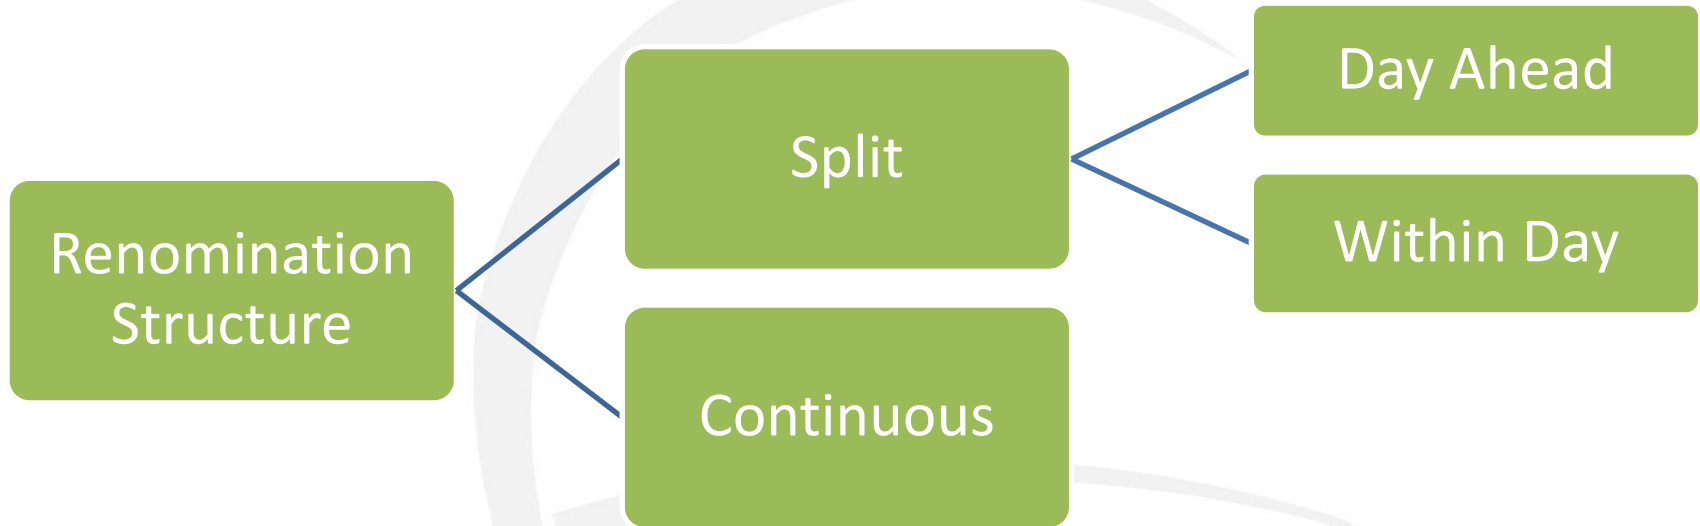 Renomination
Structure
Split
Continuous
Day Ahead
Within Day